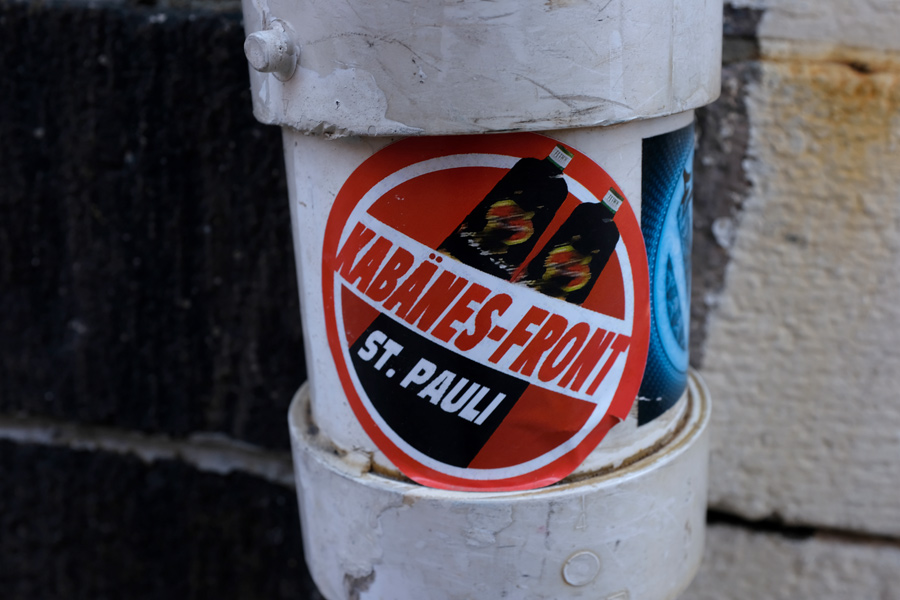 KABÄNES-FRONT
ST. PAULI